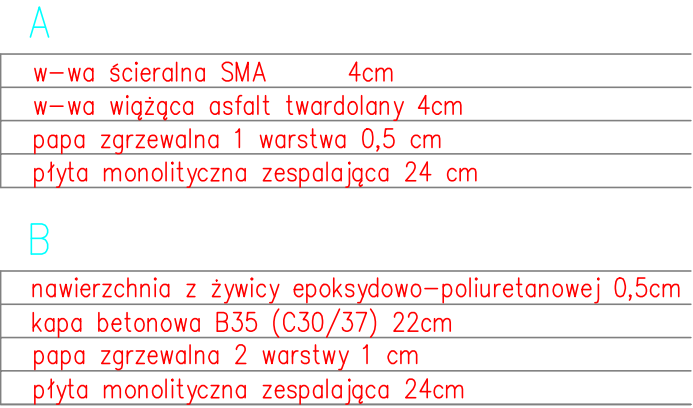 A
w-wa ścieralna SMA 4cm
w-wa wiążąca asfalt twardolany 4cm
papa zgrzewalna 1 warstwa 0,5 cm
płyta monolityczna zespalająca 24 cm
B
nawierzchnia z żywicy epoksydowo-poliuretanowej 0,5cm
kapa betonowa B35 (C30/37) 22cm
papa zgrzewalna 2 warstwy 1 cm
płyta monolityczna zespalająca 24cm